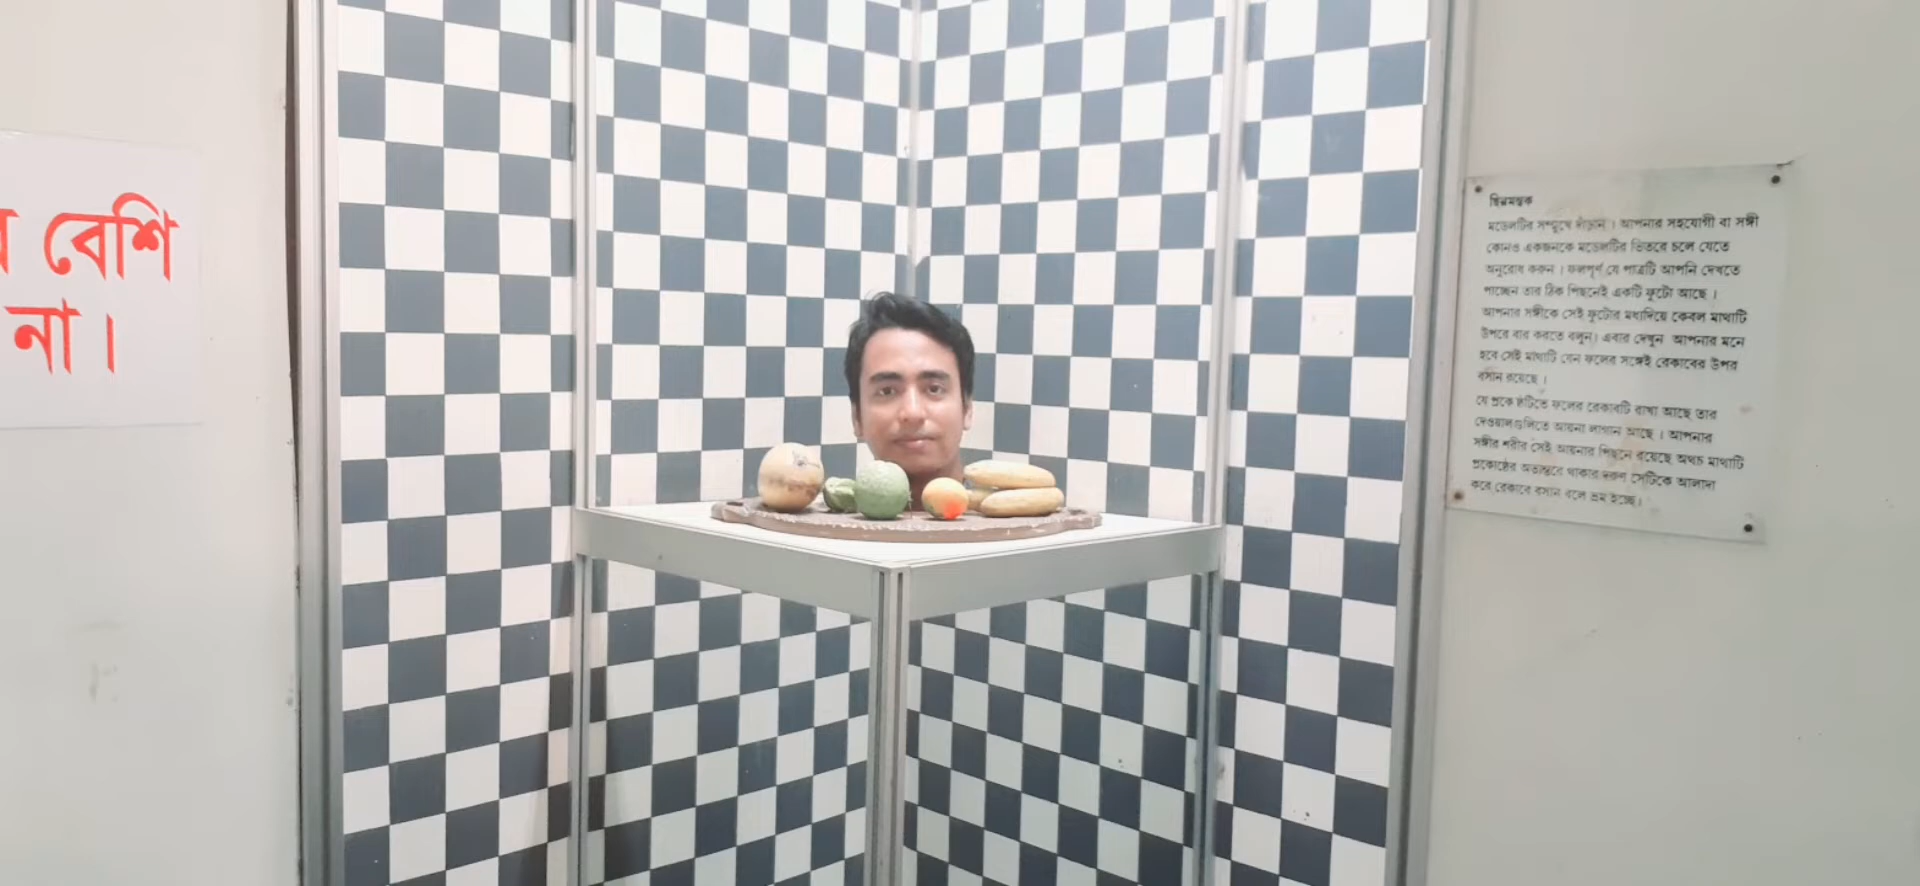 বেশি
না।
ছিন্নমস্তক
মডেলটির সম্মুখে দাঁড়ান। আপনার সহযোগী বা সঙ্গী
কোনও একজনকে মডেলটির ভিতরে চলে যেতে
অনুরোধ করুন। ফলপূর্ণ যে পাত্রটি আপনি দেখতে
পাচ্ছেন তার ঠিক পিছনেই একটি ফুটো আছে।
আপনার সঙ্গীকে সেই ফুটোর মধ্যদিয়ে কেবল মাথাটি
উপরে বার করতে বলুন। এবার দেখুন আপনার মনে
হবে সেই মাথাটি যেন ফলের সঙ্গেই রেকাবের উপর
বসান রয়েছে।
যে প্রকোষ্ঠটিতে ফলের রেকাবটি রাখা আছে তার
দেওয়ালগুলিতে আয়না লাগান আছে। আপনার
সঙ্গীর শরীর সেই আয়নার পিছনে রয়েছে অথচ মাথাটি
প্রকোষ্ঠের অভ্যন্তরে থাকার দরুণ সেটিকে আলাদা
করে রেকাবে বসান বলে ভ্রম হচ্ছে।